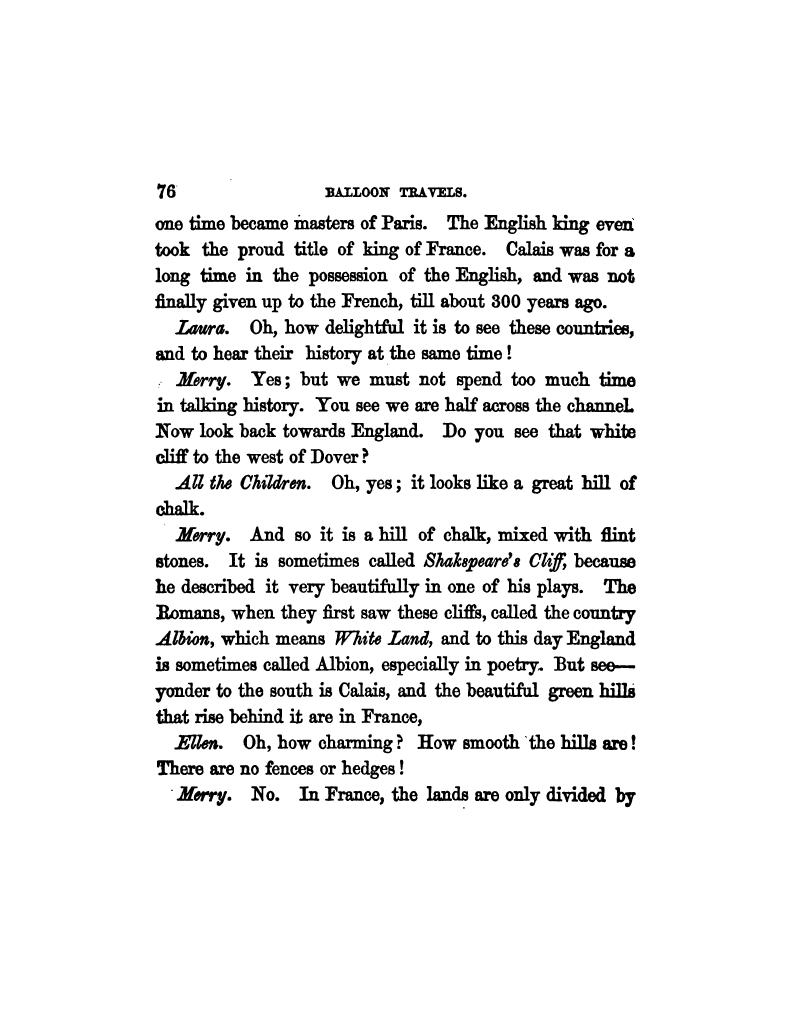 76 BALLOON TRAVELS.
one time became masters of Paris. The English king even
took the proud title of king of France. Calais was for a
long time in the possession of the English, and was not
finally given up to the French, till about 300 years ago.
Laura. Oh, how delightful it is to see these countries,
and to hear their history at the same time!
Merry. Yes; but we must not spend too much time
in talking history. You see we are half across the channel.
Now look back towards England. Do you see that white
cliff to the west of Dover?
All the Children. Oh, yes; it looks like a great hill of
chalk.
Merry. And so it is a hill of chalk, mixed with flint
stones. It is sometimes called Shakspeare's Cliff, because
he described it very beautifully in one of his plays. The
Romans, when they first saw these cliffs, called the country
Albion, which means White Land, and to this day England
is sometimes called Albion, especially in poetry. But see—
yonder to the south is Calais, and the beautiful green hills
that rise behind it are in France,
Ellen. Oh, how charming? How smooth the hills are!
There are no fences or hedges!
Merry. No. In France, the lands are only divided by